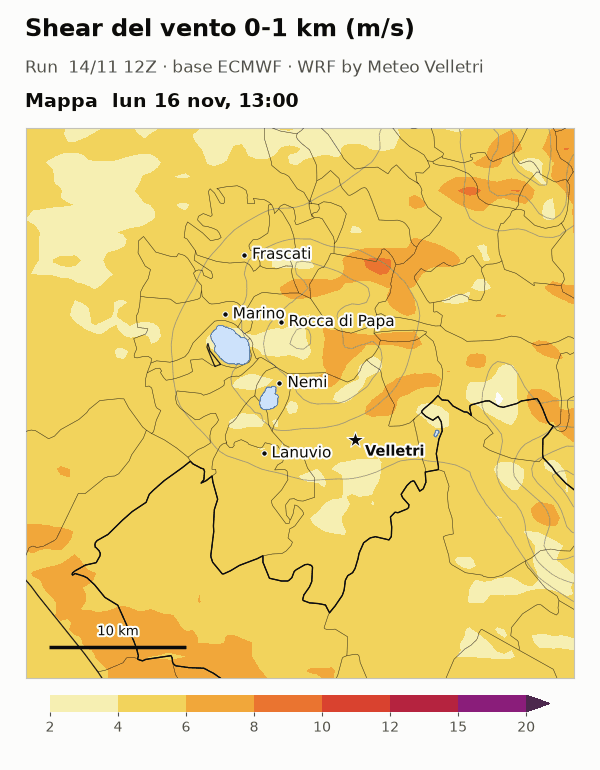 Shear del vento 0-1 km (m/s)
Run  14/11 12Z · base ECMWF · WRF by Meteo Velletri
Mappa  lun 16 nov, 13:00
Frascati
Marino
Rocca di Papa
Nemi
Velletri
Lanuvio
10 km
2 4 6 8 10 12 15 20